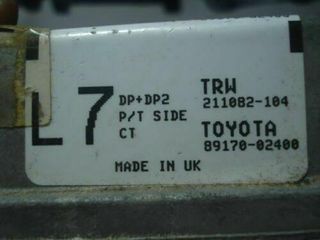 L7
DP+DP2
P/T SIDE
CT
TRW
211082-104
TOYOTA
89170-02400
MADE IN UK